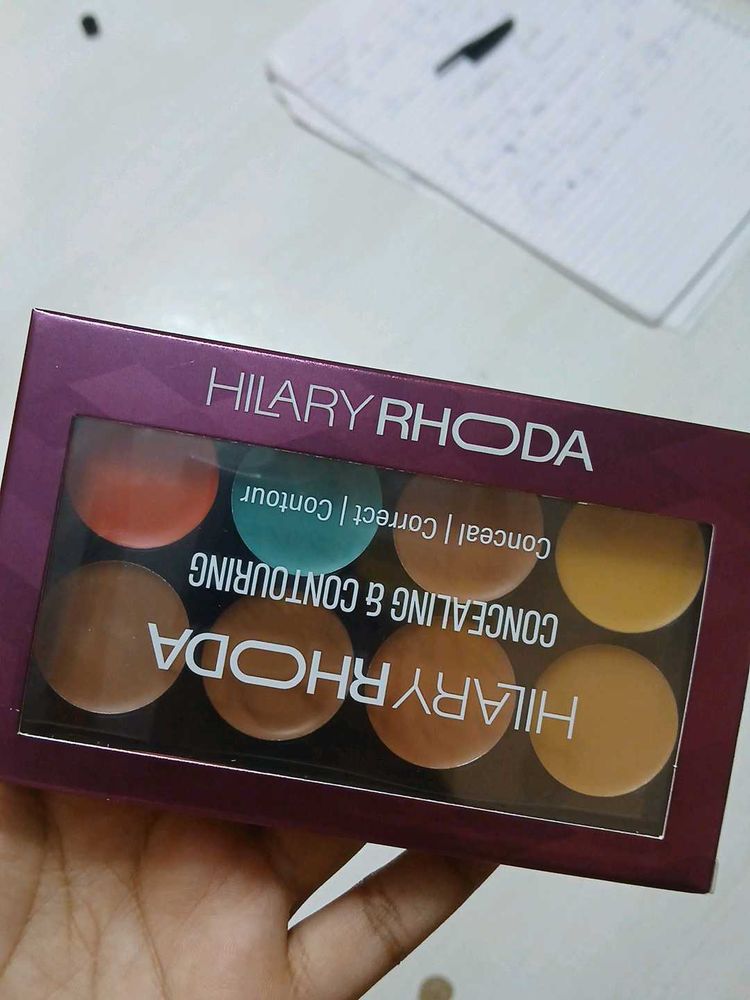 HILARY RHODA
HILARY RHODA
CONCEALING & CONTOURING
Conceal | Correct | Contour